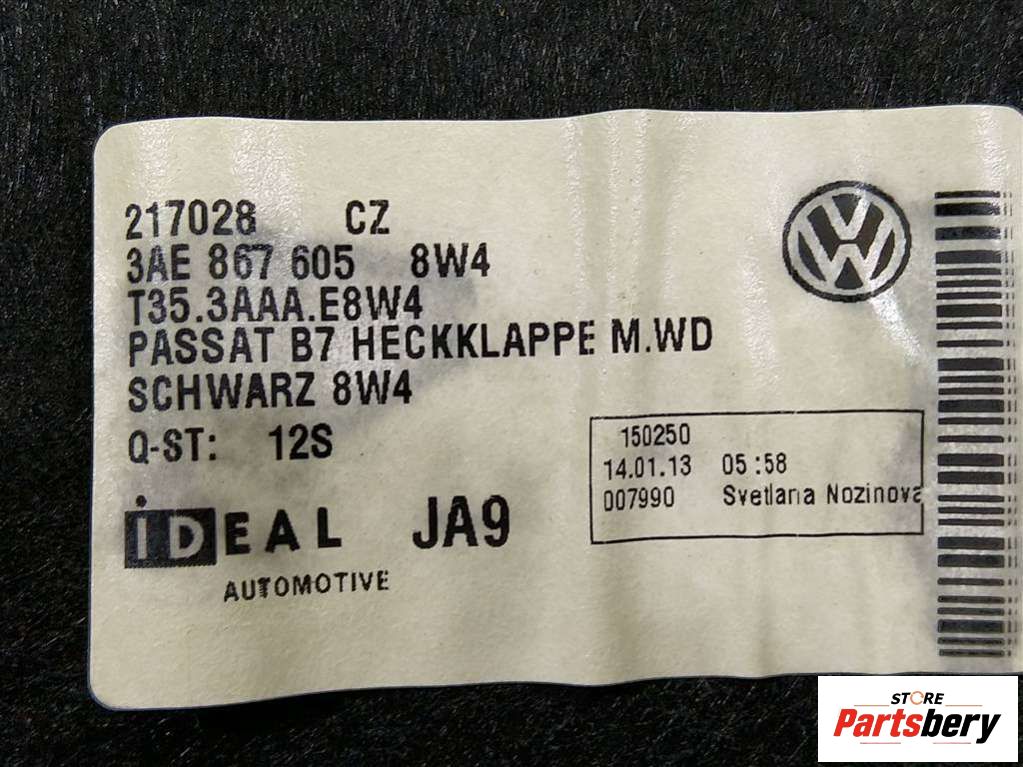 217028 CZ
3AE 867 605 8W4
T35.3AAA.E8W4
PASSAT B7 HECKKLAPPE M.WD
SCHWARZ 8W4
Q-ST: 12S
150250
14.01.13 05:58
007990 Svetlana Nozinova
iDEAL JA9
AUTOMOTIVE
STORE
Partsbery